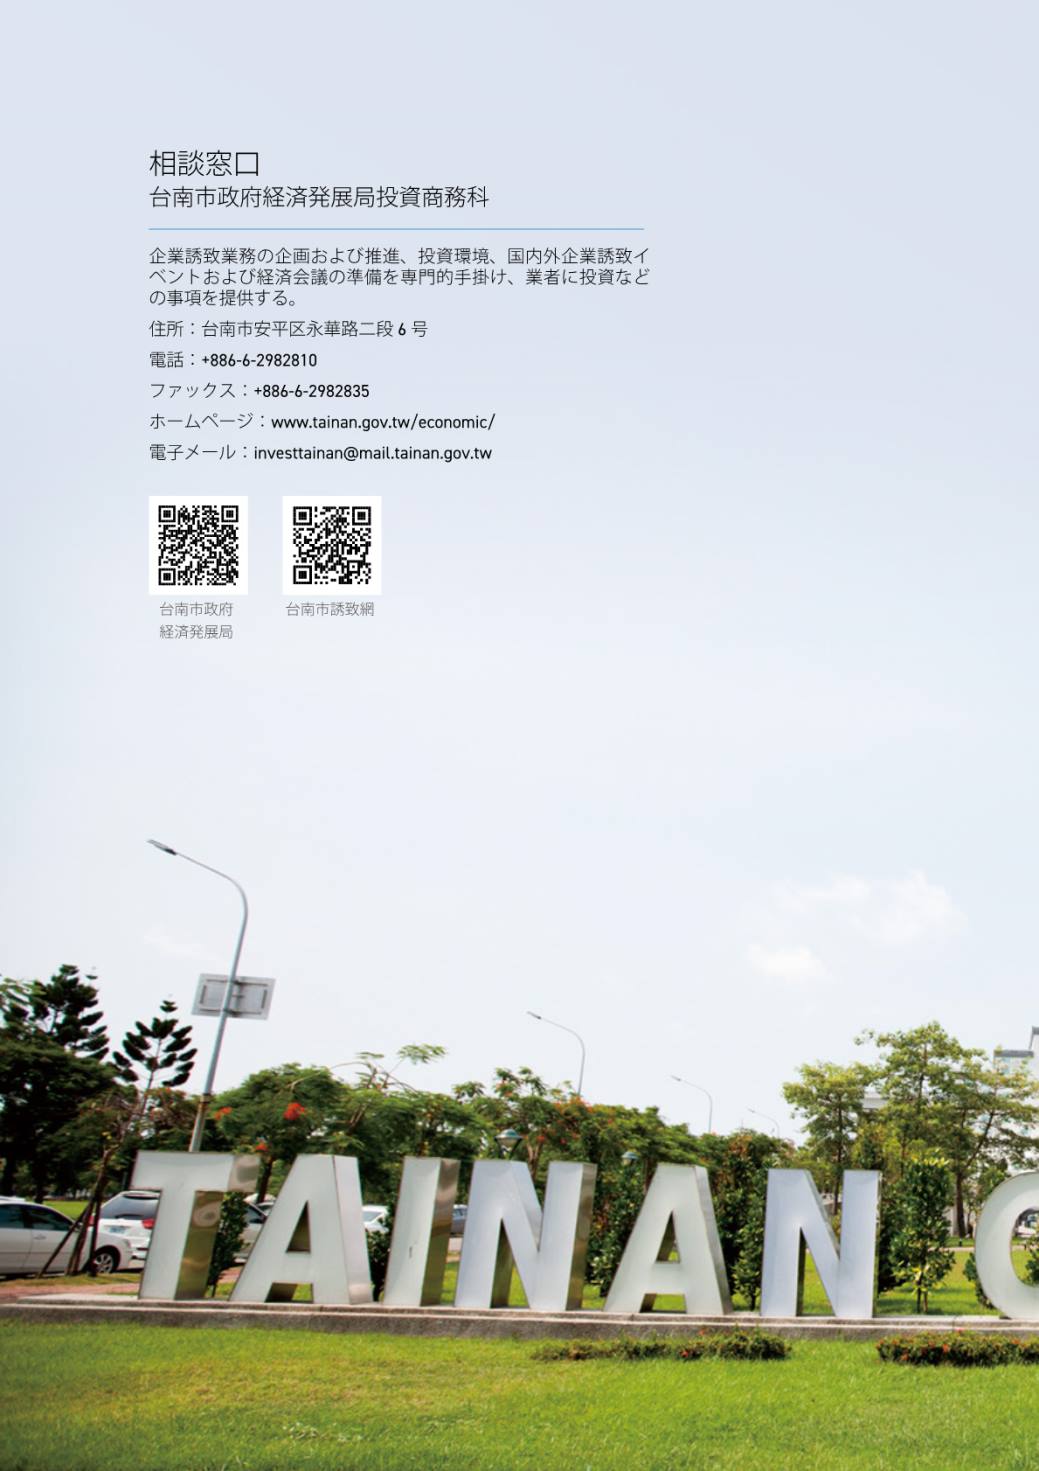 相談窓口
台南市政府経済発展局投資商務科
企業誘致業務の企画および推進、投資環境、国内外企業誘致イ
ベントおよび経済会議の準備を専門的手掛け、業者に投資など
の事項を提供する。
住所：台南市安平区永華路二段 6 号
電話：+886-6-2982810
ファックス：+886-6-2982835
ホームページ：www.tainan.gov.tw/economic/
電子メール：investtainan@mail.tainan.gov.tw
台南市政府
経済発展局
台南市誘致網
TAINAN C